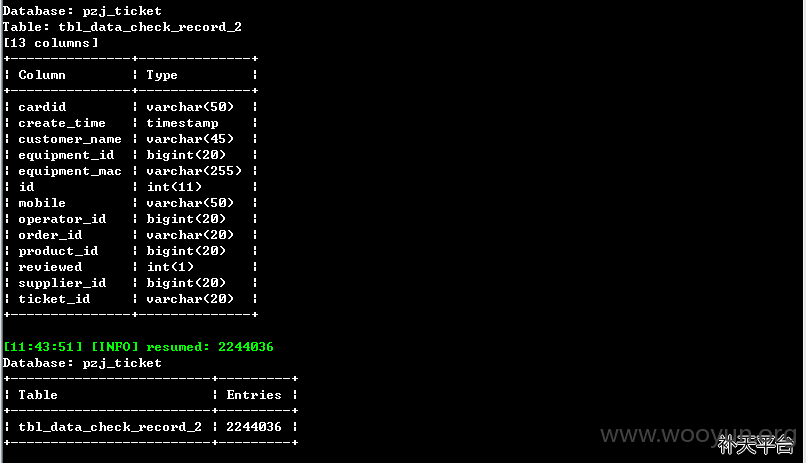 Database: pzj_ticket
Table: tbl_data_check_record_2
[13 columns]
+---------------+--------------+
¦ Column        ¦ Type         ¦
+---------------+--------------+
¦ cardid        ¦ varchar(50)  ¦
¦ create_time   ¦ timestamp    ¦
¦ customer_name ¦ varchar(45)  ¦
¦ equipment_id  ¦ bigint(20)   ¦
¦ equipment_mac ¦ varchar(255) ¦
¦ id            ¦ int(11)      ¦
¦ mobile        ¦ varchar(50)  ¦
¦ operator_id   ¦ bigint(20)   ¦
¦ order_id      ¦ varchar(20)  ¦
¦ product_id    ¦ bigint(20)   ¦
¦ reviewed      ¦ int(1)       ¦
¦ supplier_id   ¦ bigint(20)   ¦
¦ ticket_id     ¦ varchar(20)  ¦
+---------------+--------------+
[11:43:51] [INFO] resumed: 2244036
Database: pzj_ticket
+-------------------------+---------+
¦ Table                   ¦ Entries ¦
+-------------------------+---------+
¦ tbl_data_check_record_2 ¦ 2244036 ¦
+-------------------------+---------+
www.wooyun.org
补天平台